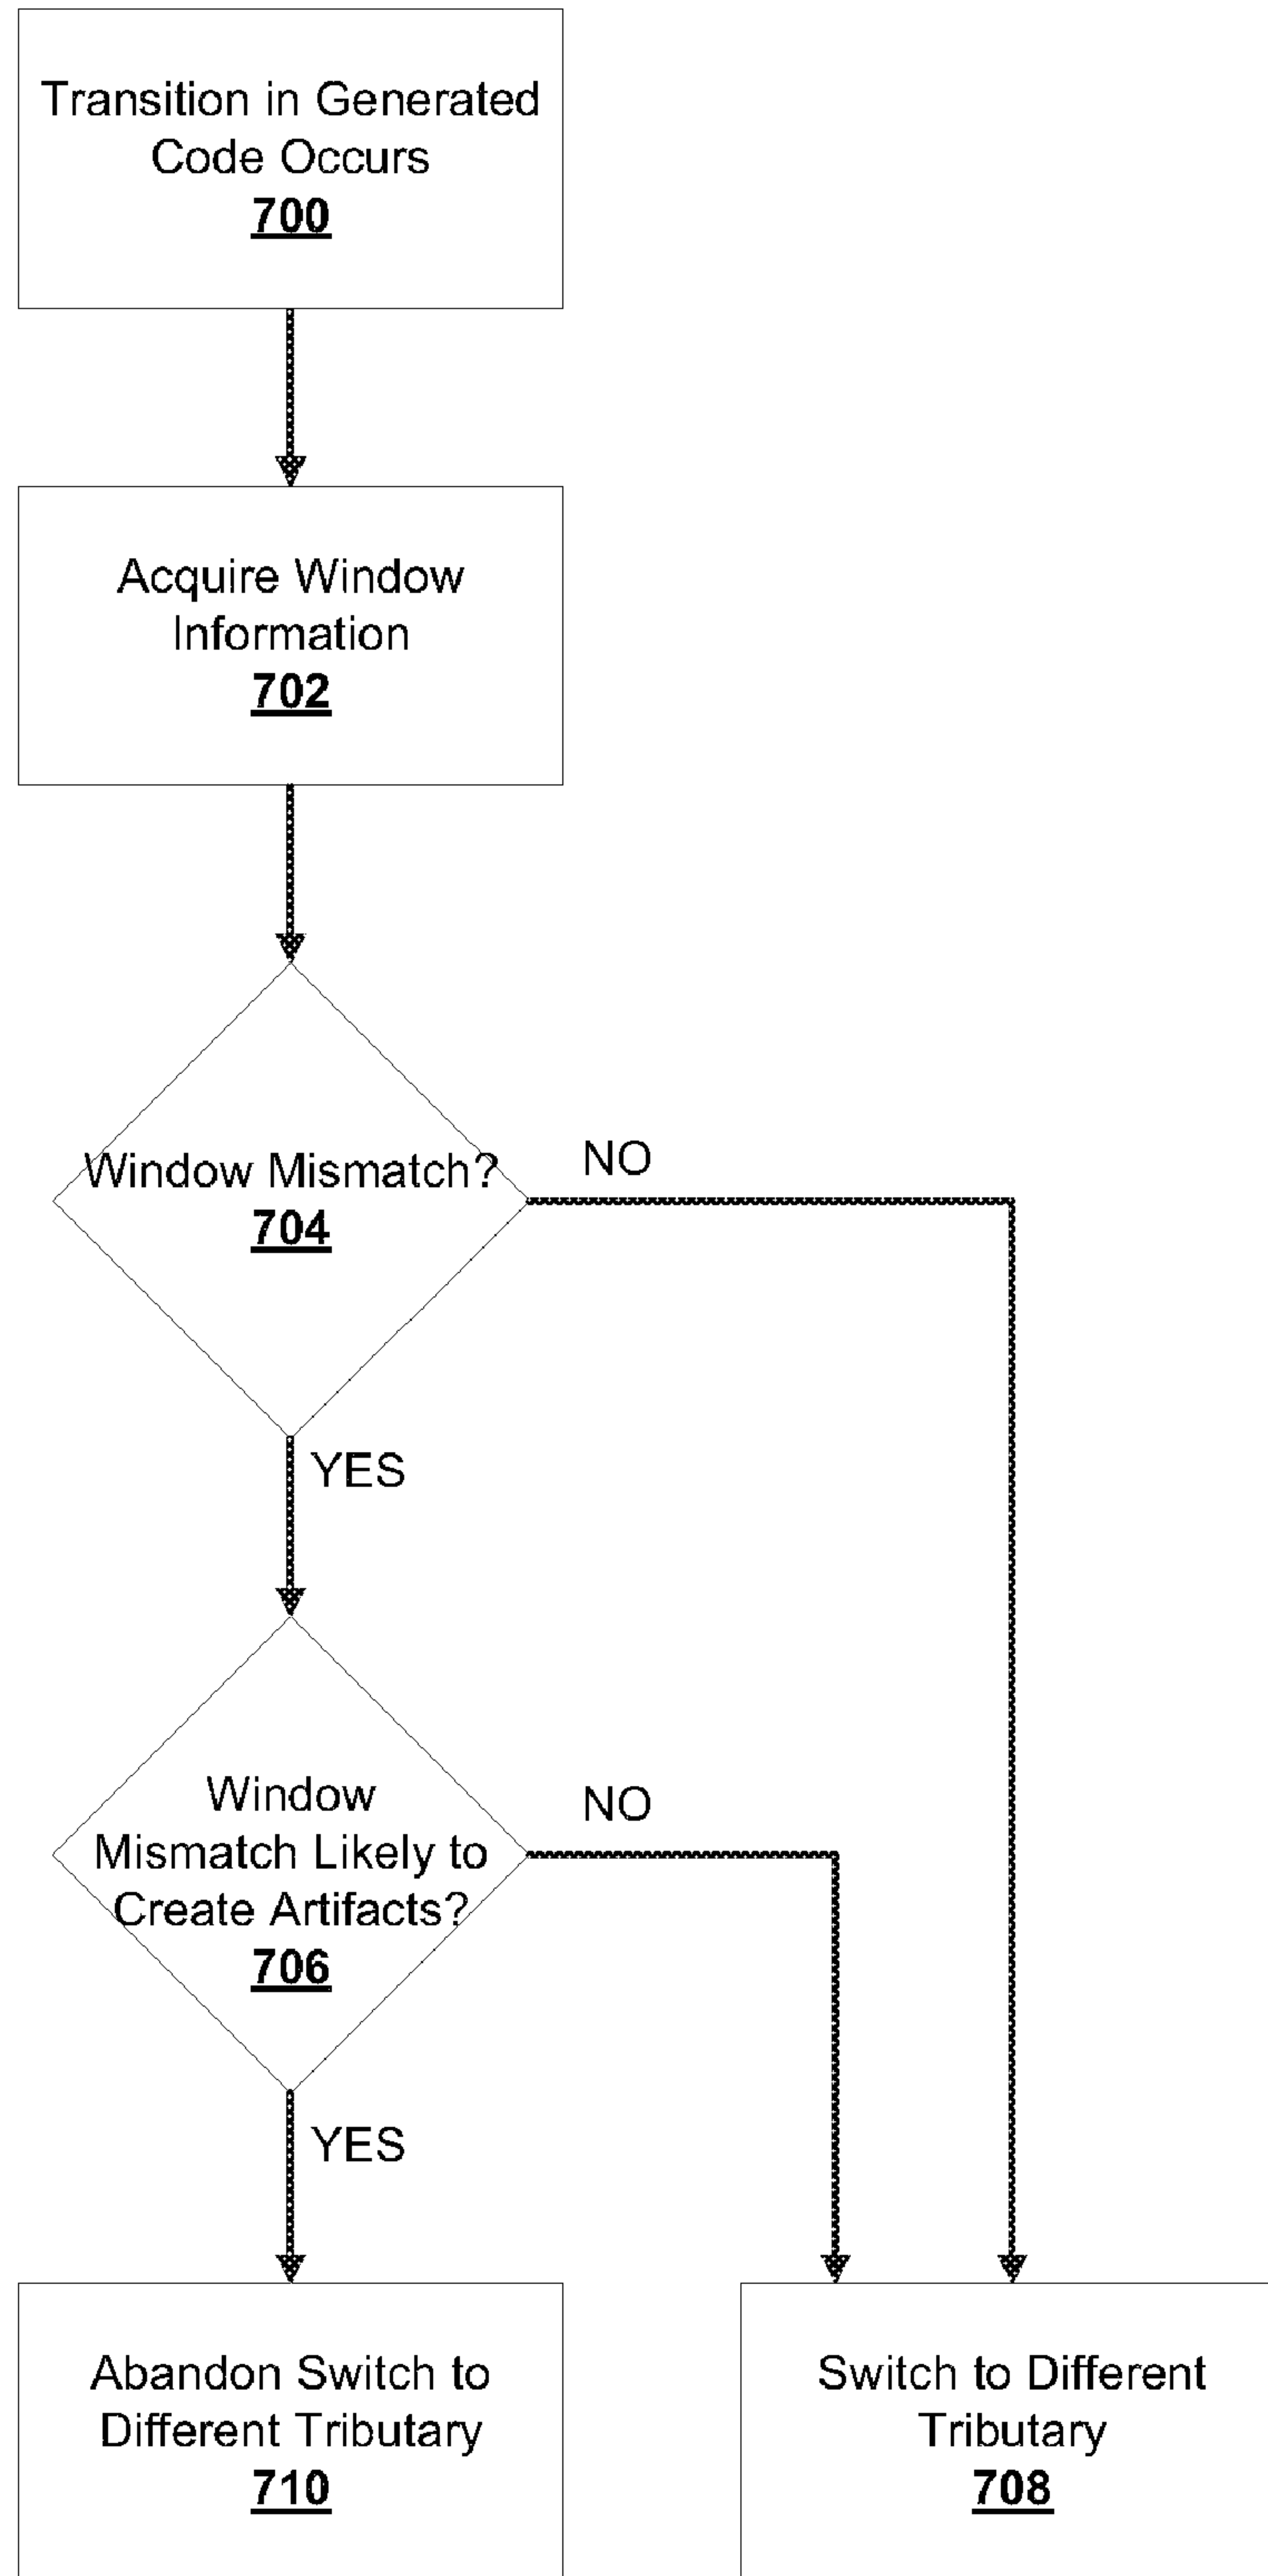 Transition in Generated
Code Occurs
700
Acquire Window
Information
702
Window Mismatch?
704
NO
YES
Window
Mismatch Likely to
Create Artifacts?
706
NO
YES
Abandon Switch to
Different Tributary
710
Switch to Different
Tributary
708